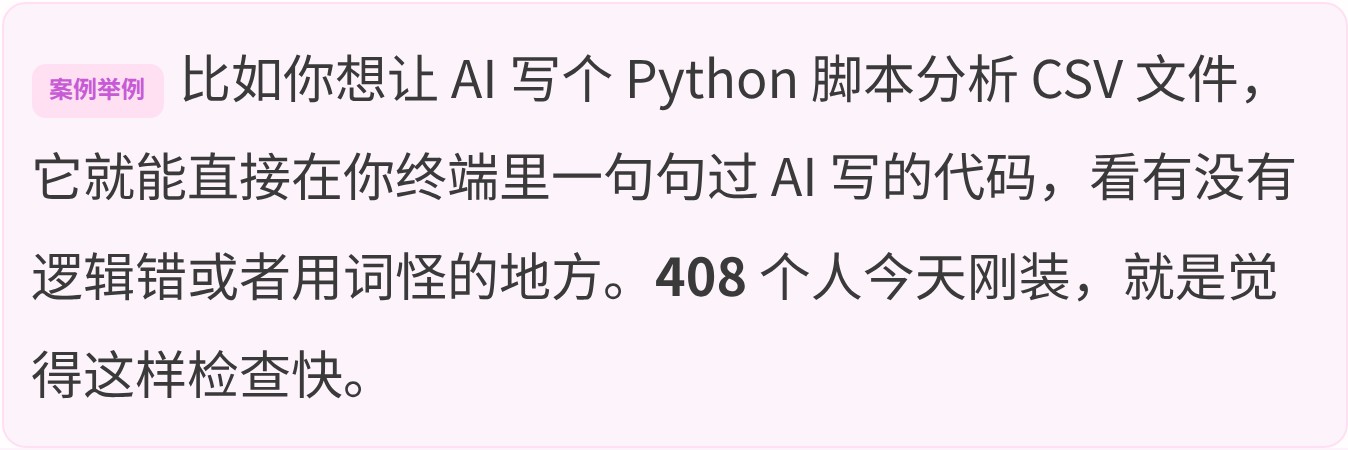 案例举例 比如你想让 AI 写个 Python 脚本分析 CSV 文件，
它就能直接在你终端里一句句过 AI 写的代码，看有没有
逻辑错或者用词怪的地方。408 个人今天刚装，就是觉
得这样检查快。